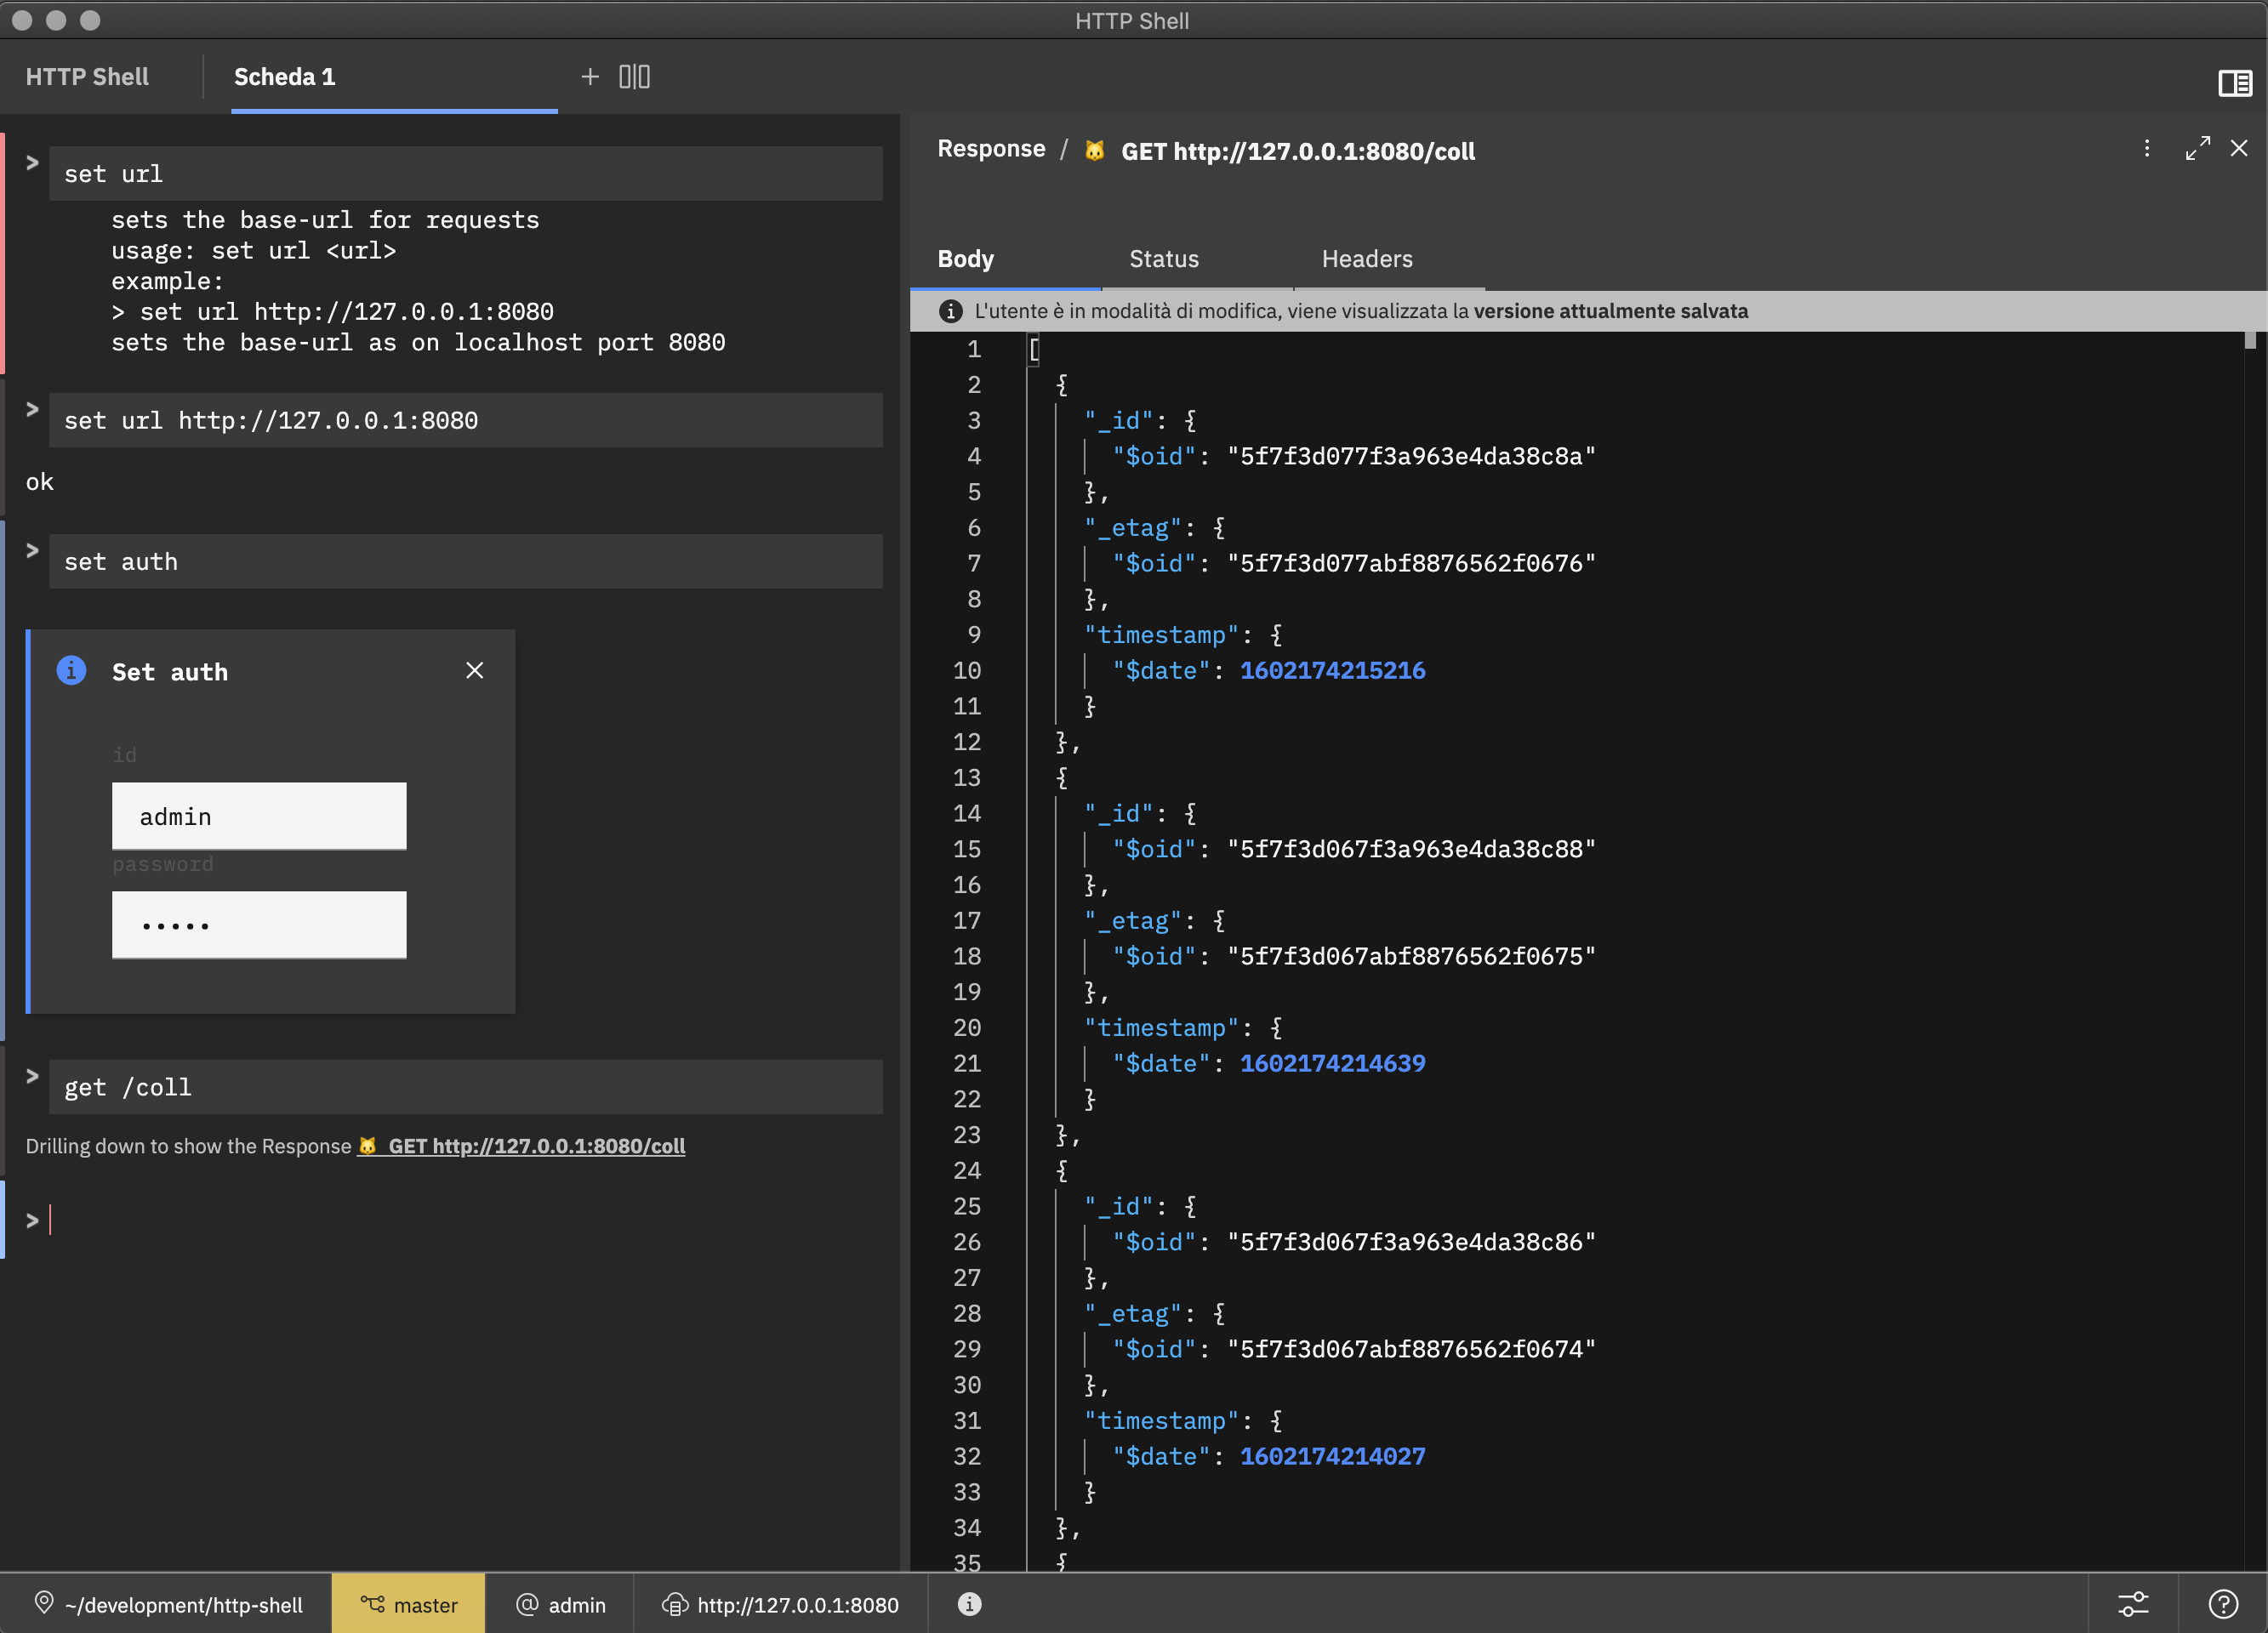 HTTP Shell
HTTP Shell
Scheda 1
> set url
sets the base-url for requests
usage: set url <url>
example:
> set url http://127.0.0.1:8080
sets the base-url as on localhost port 8080
> set url http://127.0.0.1:8080
ok
> set auth
Set auth
id
admin
password
•••••
> get /coll
Drilling down to show the Response 🐱 GET http://127.0.0.1:8080/coll
>
Response / 🐱 GET http://127.0.0.1:8080/coll
Body Status Headers
L'utente è in modalità di modifica, viene visualizzata la versione attualmente salvata
1 [
2 {
3 "_id": {
4 "$oid": "5f7f3d077f3a963e4da38c8a"
5 },
6 "_etag": {
7 "$oid": "5f7f3d077abf8876562f0676"
8 },
9 "timestamp": {
10 "$date": 1602174215216
11 }
12 },
13 {
14 "_id": {
15 "$oid": "5f7f3d067f3a963e4da38c88"
16 },
17 "_etag": {
18 "$oid": "5f7f3d067abf8876562f0675"
19 },
20 "timestamp": {
21 "$date": 1602174214639
22 }
23 },
24 {
25 "_id": {
26 "$oid": "5f7f3d067f3a963e4da38c86"
27 },
28 "_etag": {
29 "$oid": "5f7f3d067abf8876562f0674"
30 },
31 "timestamp": {
32 "$date": 1602174214027
33 }
34 },
35 {
~/development/http-shell master @ admin http://127.0.0.1:8080